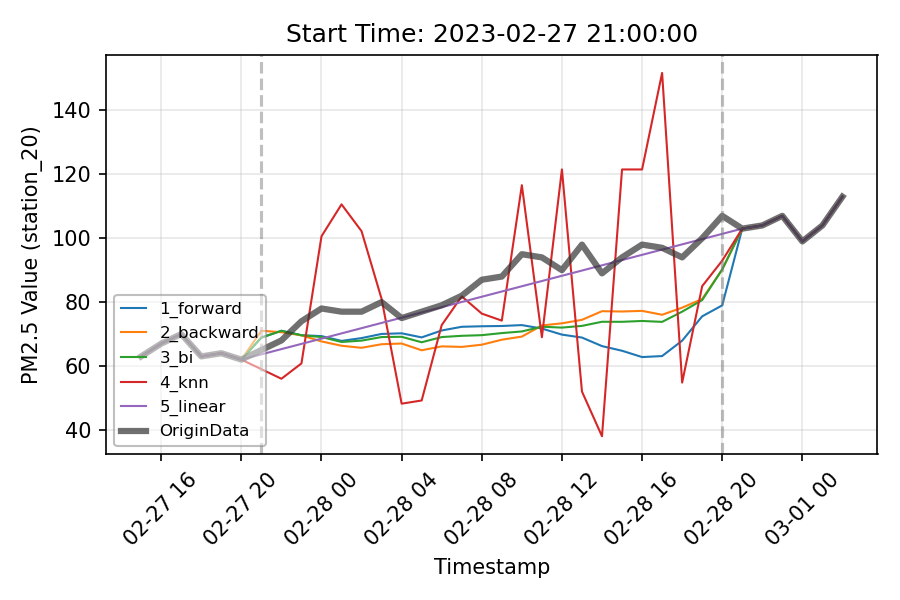 Start Time: 2023-02-27 21:00:00
PM2.5 Value (station_20)
140
120
100
80
60
40
1_forward
2_backward
3_bi
4_knn
5_linear
OriginData
02-27 16
02-27 20
02-28 00
02-28 04
02-28 08
02-28 12
02-28 16
02-28 20
03-01 00
Timestamp